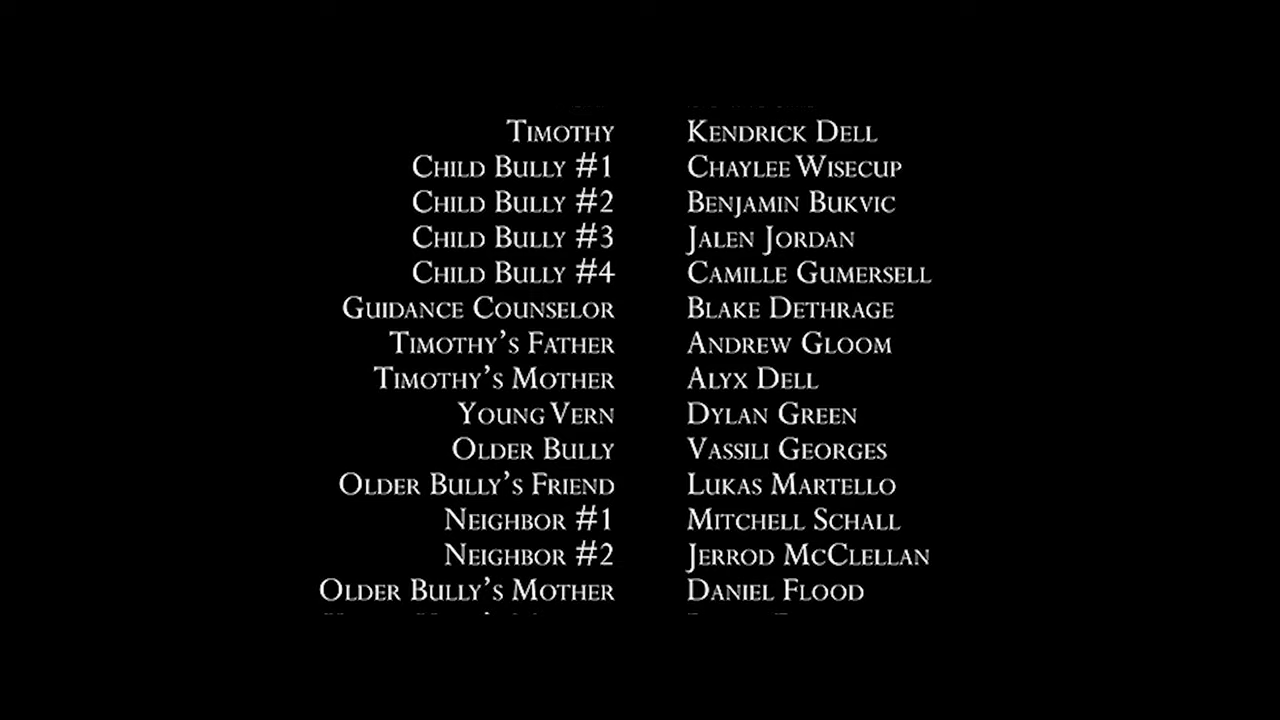 Timothy Kendrick Dell
Child Bully #1 Chaylee Wisecup
Child Bully #2 Benjamin Bukvic
Child Bully #3 Jalen Jordan
Child Bully #4 Camille Gumersell
Guidance Counselor Blake Dethrage
Timothy's Father Andrew Gloom
Timothy's Mother Alyx Dell
Young Vern Dylan Green
Older Bully Vassili Georges
Older Bully's Friend Lukas Martello
Neighbor #1 Mitchell Schall
Neighbor #2 Jerrod McClellan
Older Bully's Mother Daniel Flood